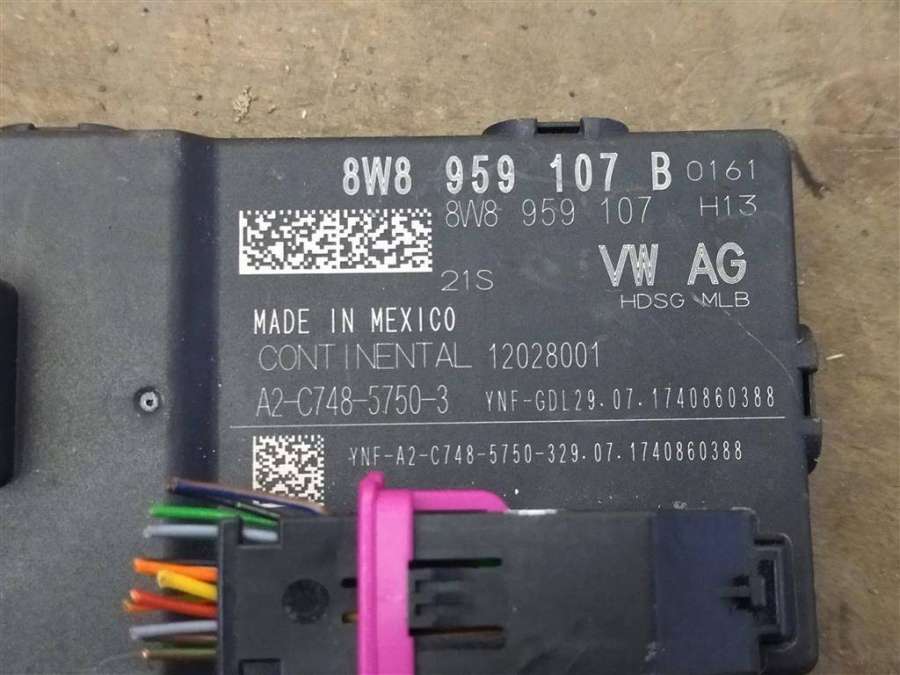 8W8 959 107 B 0161
8W8 959 107 H13
VW AG
21S
HDSG MLB
MADE IN MEXICO
CONTINENTAL 12028001
A2-C748-5750-3 YNF-GDL29.07.1740860388
YNF-A2-C748-5750-329.07.1740860388